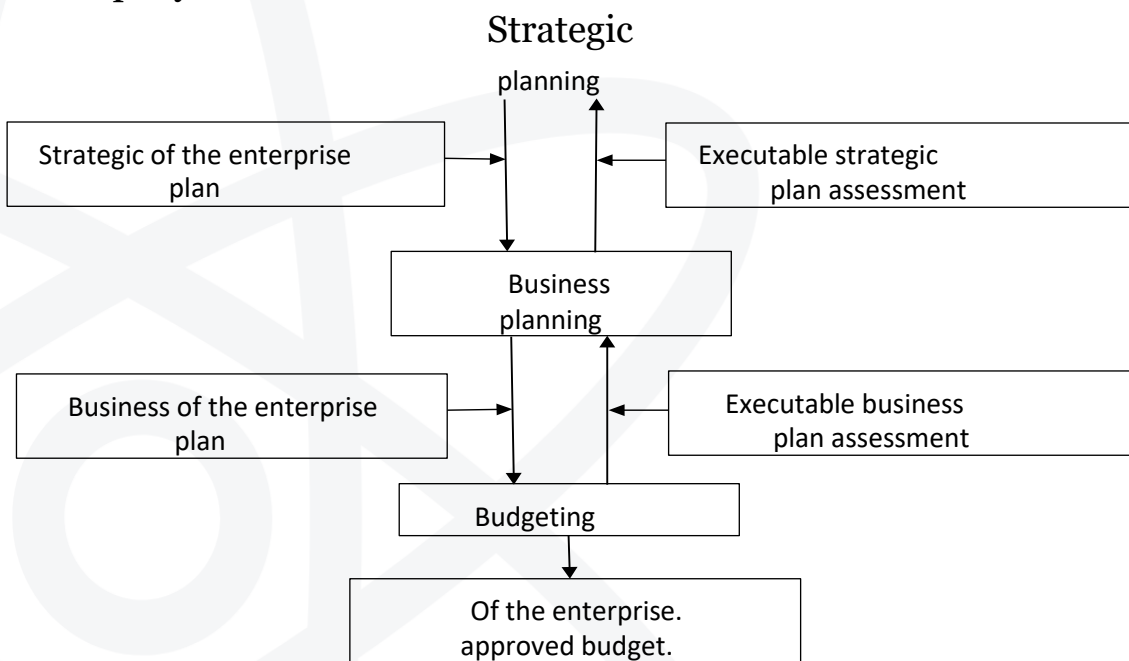 Strategic
planning
Strategic of the enterprise
plan
Executable strategic
plan assessment
Business
planning
Business of the enterprise
plan
Executable business
plan assessment
Budgeting
Of the enterprise.
approved budget.